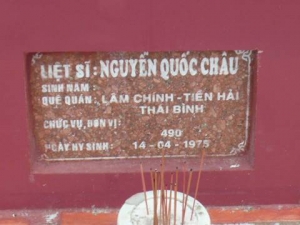 LIỆT SĨ : NGUYỄN QUỐC CHÂU
SINH NĂM :
QUÊ QUÁN : LÂM CHÍNH - TIỀN HẢI
THÁI BÌNH
CHỨC VỤ, ĐƠN VỊ : 490
NGÀY HY SINH : 14 - 04 - 1975